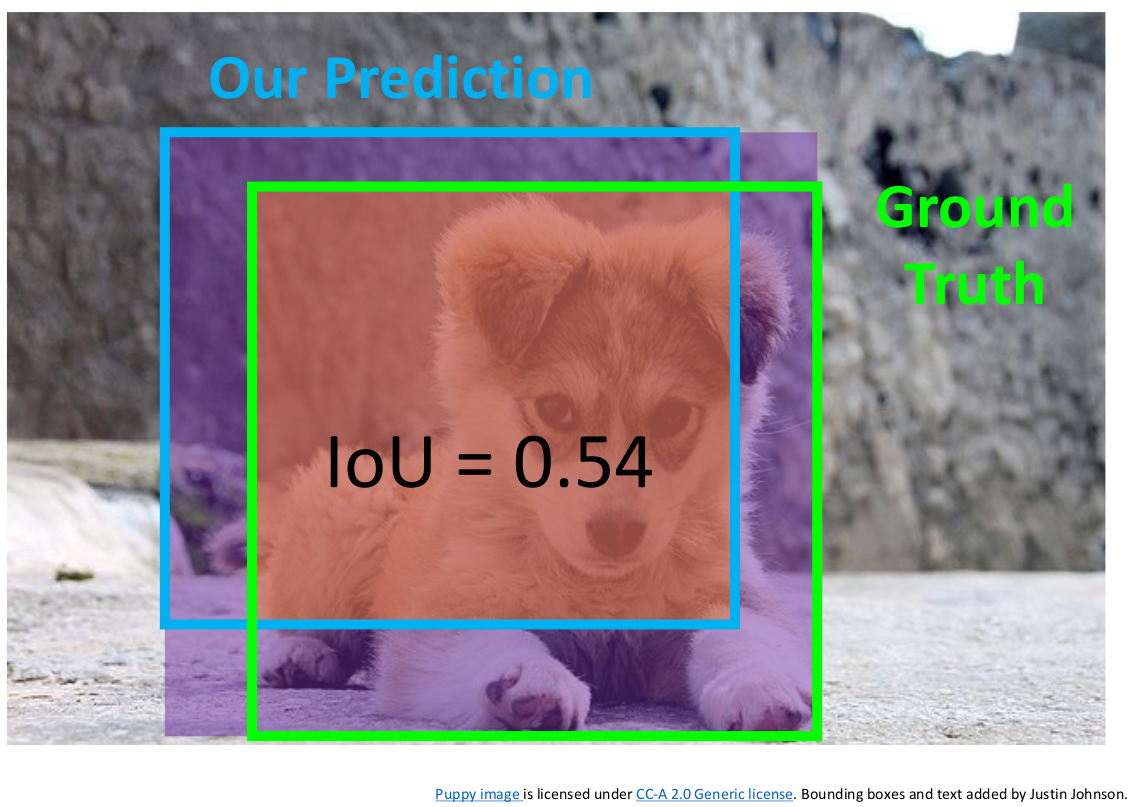 Our Prediction
Ground
Truth
IoU = 0.54
Puppy image is licensed under CC-A 2.0 Generic license. Bounding boxes and text added by Justin Johnson.